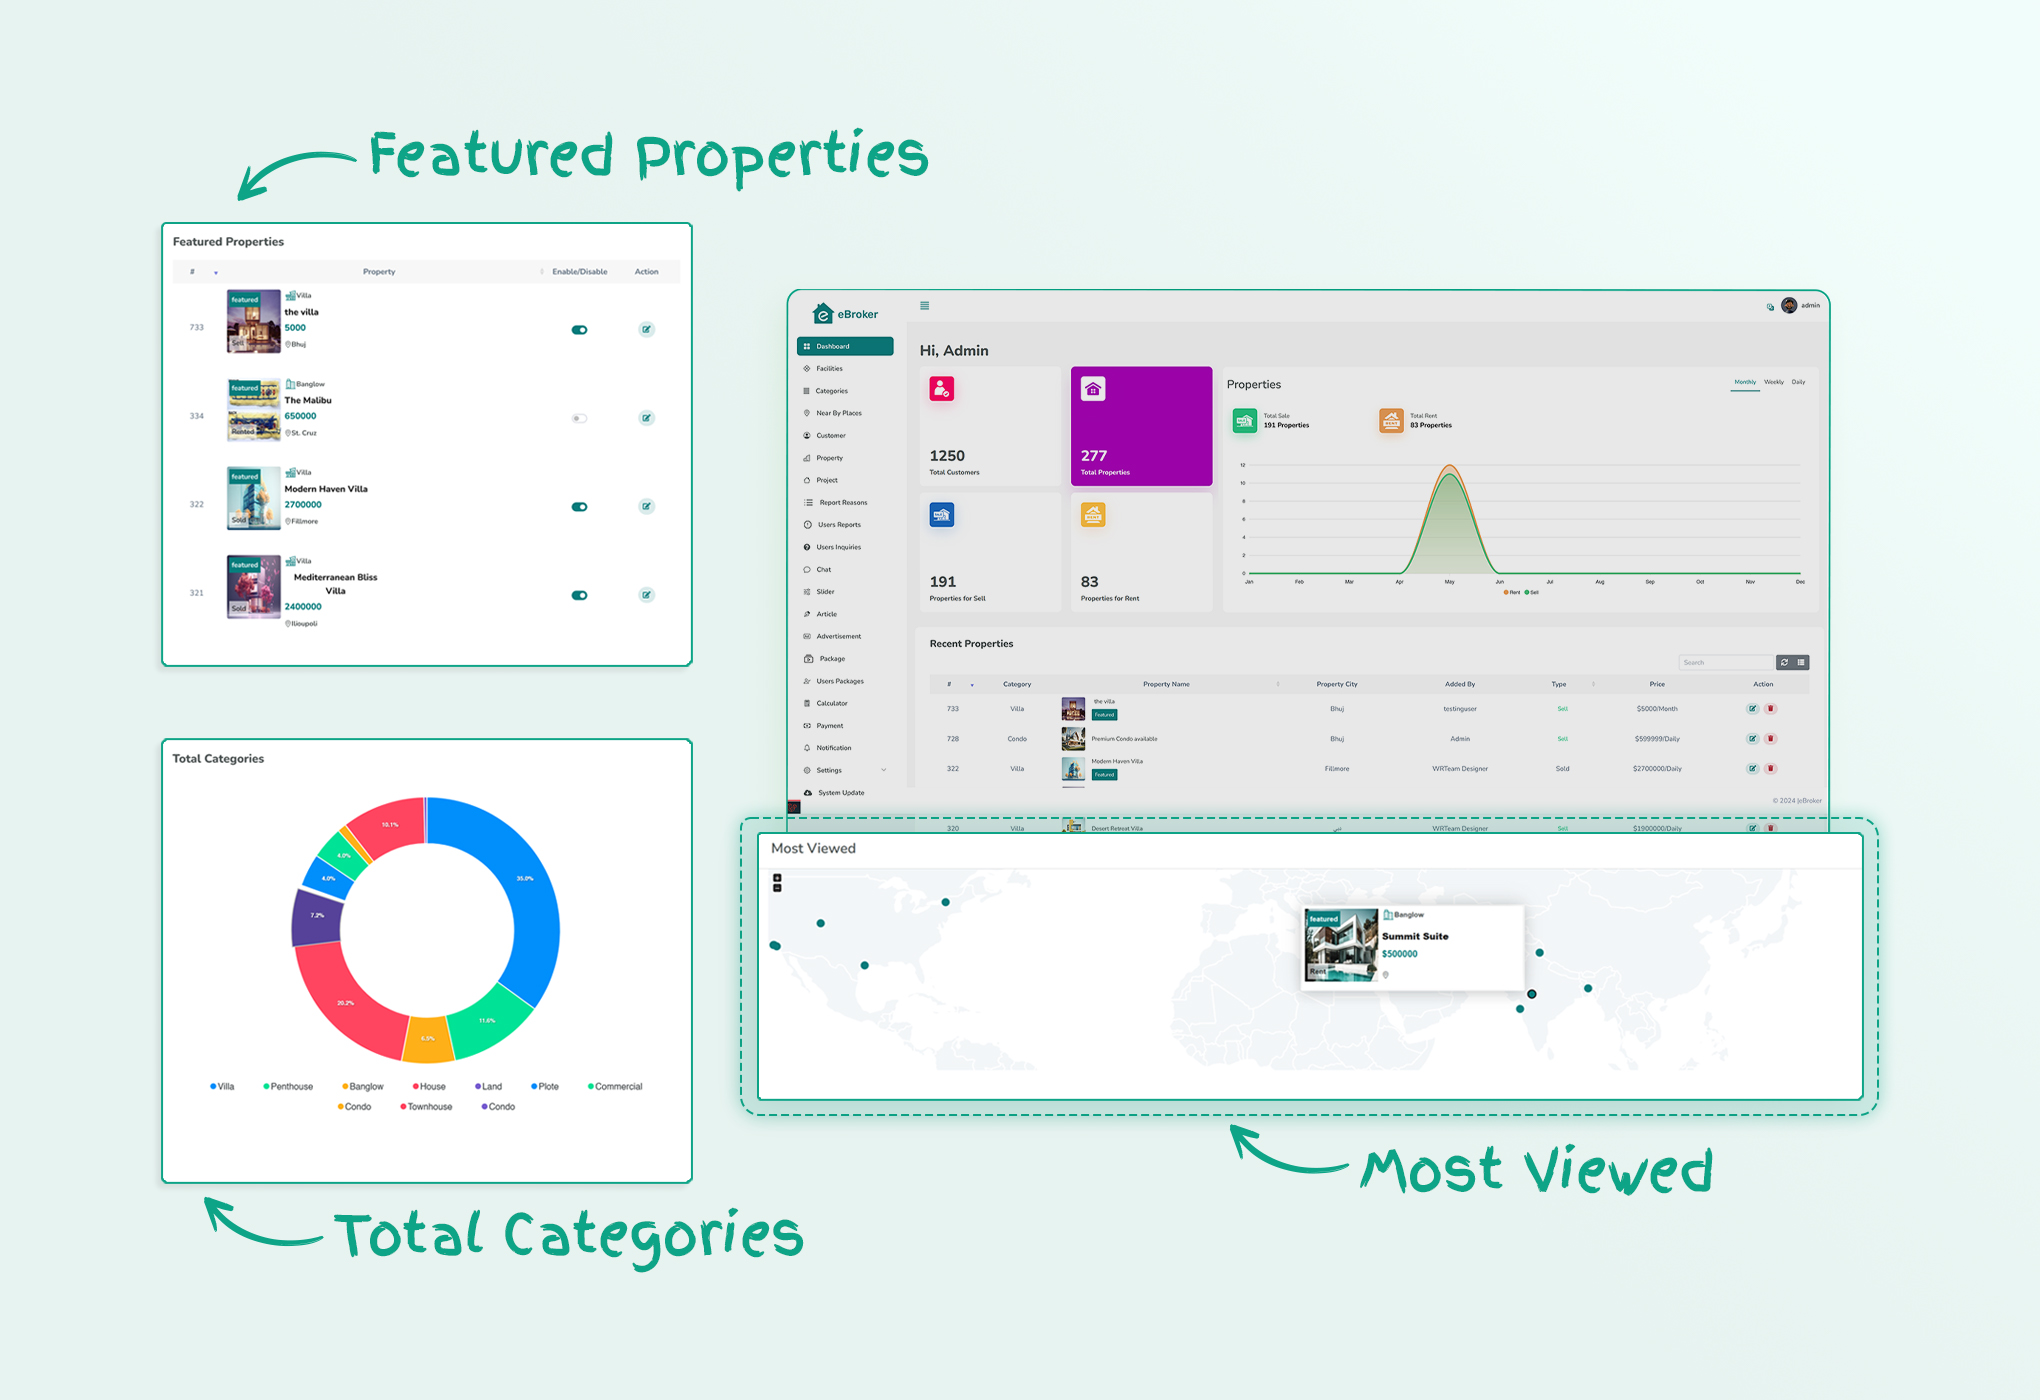 Featured Properties
Featured Properties
# Property Enable/Disable Action
733
featured
Sell
Villa
the villa
5000
Bhuj
334
featured
Rented
Banglow
The Malibu
650000
St. Cruz
322
featured
Sold
Villa
Modern Haven Villa
2700000
Fillmore
321
featured
Sold
Villa
Mediterranean Bliss
Villa
2400000
Ilioupoli
Total Categories
35.0%
11.6%
6.5%
20.2%
7.2%
4.0%
4.0%
10.1%
Villa Penthouse Banglow House Land Plote Commercial
Condo Townhouse Condo
Total Categories
eBroker
admin
Dashboard
Facilities
Categories
Near By Places
Customer
Property
Project
Report Reasons
Users Reports
Users Inquiries
Chat
Slider
Article
Advertisement
Package
Users Packages
Calculator
Payment
Notification
Settings
System Update
Hi, Admin
1250
Total Customers
277
Total Properties
191
Properties for Sell
RENT
83
Properties for Rent
Properties
Monthly Weekly Daily
Total Sale
191 Properties
RENT
Total Rent
83 Properties
12
10
8
6
4
2
0
Jan Feb Mar Apr May Jun Jul Aug Sep Oct Nov Dec
Rent Sell
Recent Properties
Search
# Category Property Name Property City Added By Type Price Action
733 Villa the villa Featured Bhuj testinguser Sell $5000/Month
728 Condo Premium Condo available Bhuj Admin Sell $599999/Daily
322 Villa Modern Haven Villa Featured Fillmore WRTeam Designer Sold $2700000/Daily
© 2024 |eBroker
320 Villa Desert Retreat Villa دبي WRTeam Designer Sell $1900000/Daily
Most Viewed
+
−
featured
Rent
Banglow
Summit Suite
$500000
Most Viewed